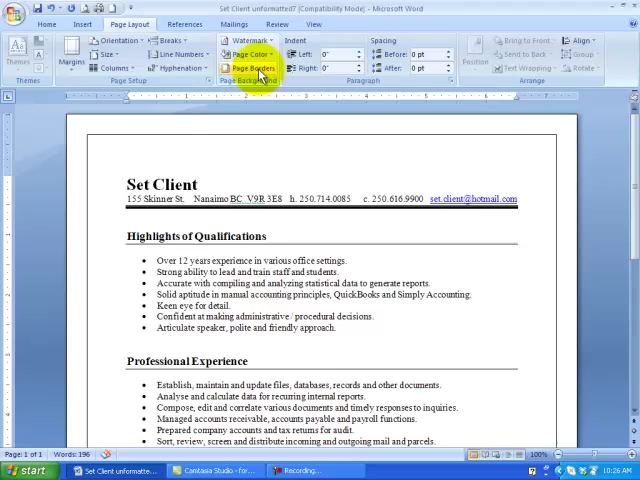 Set Client unformatted7 [Compatibility Mode] - Microsoft Word
Home Insert Page Layout References Mailings Review View
Themes
Themes
Margins
Orientation
Size
Columns
Breaks
Line Numbers
Hyphenation
Page Setup
Watermark
Page Color
Page Borders
Page Background
Indent
Left: 0"
Right: 0"
Spacing
Before: 0 pt
After: 0 pt
Paragraph
Position
Bring to Front
Send to Back
Text Wrapping
Align
Group
Rotate
Arrange
Set Client
155 Skinner St. Nanaimo BC V9R 3E8 h. 250.714.0085 c. 250.616.9900 set.client@hotmail.com
Highlights of Qualifications
• Over 12 years experience in various office settings.
• Strong ability to lead and train staff and students.
• Accurate with compiling and analyzing statistical data to generate reports.
• Solid aptitude in manual accounting principles, QuickBooks and Simply Accounting.
• Keen eye for detail.
• Confident at making administrative / procedural decisions.
• Articulate speaker, polite and friendly approach.
Professional Experience
• Establish, maintain and update files, databases, records and other documents.
• Analyse and calculate data for recurring internal reports.
• Compose, edit and correlate various documents and timely responses to inquiries.
• Managed accounts receivable, accounts payable and payroll functions.
• Prepared company accounts and tax returns for audit.
• Sort, review, screen and distribute incoming and outgoing mail and parcels.
Page: 1 of 1 Words: 196 100%
start Set Client unformatte... Camtasia Studio - for... Recording... 10:26 AM